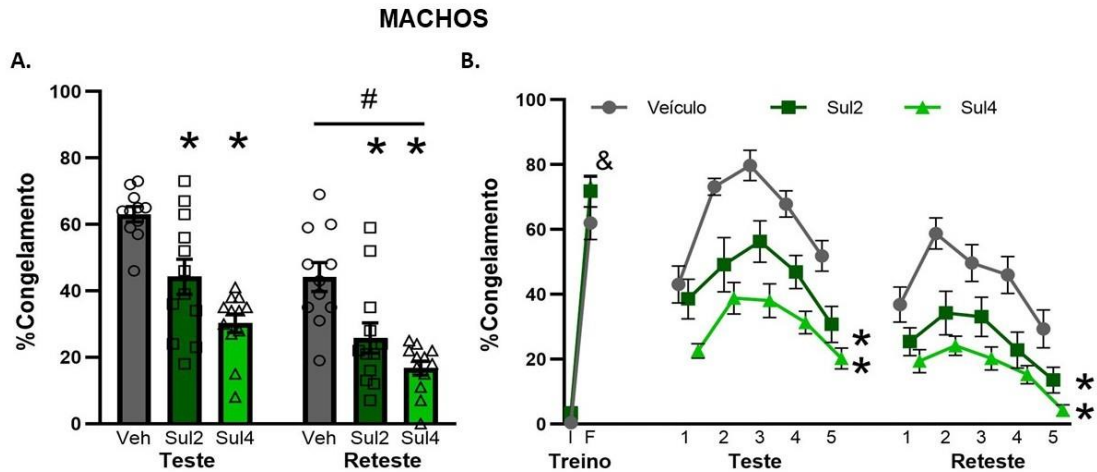 MACHOS
A.
100
80
60
40
20
0
%Congelamento
#
* *
* *
Veh Sul2 Sul4 Veh Sul2 Sul4
Teste Reteste
B.
100
80
60
40
20
0
%Congelamento
Veículo Sul2 Sul4
&
*
*
*
*
I F 1 2 3 4 5 1 2 3 4 5
Treino Teste Reteste